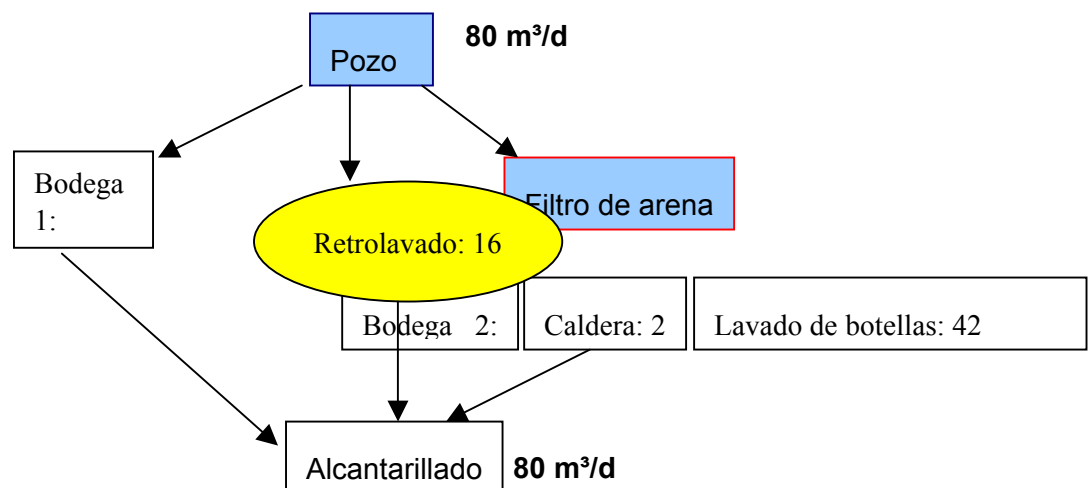 80 m³/d
Pozo
Bodega
1:
Filtro de arena
Retrolavado: 16
Bodega 2:
Caldera: 2
Lavado de botellas: 42
Alcantarillado
80 m³/d